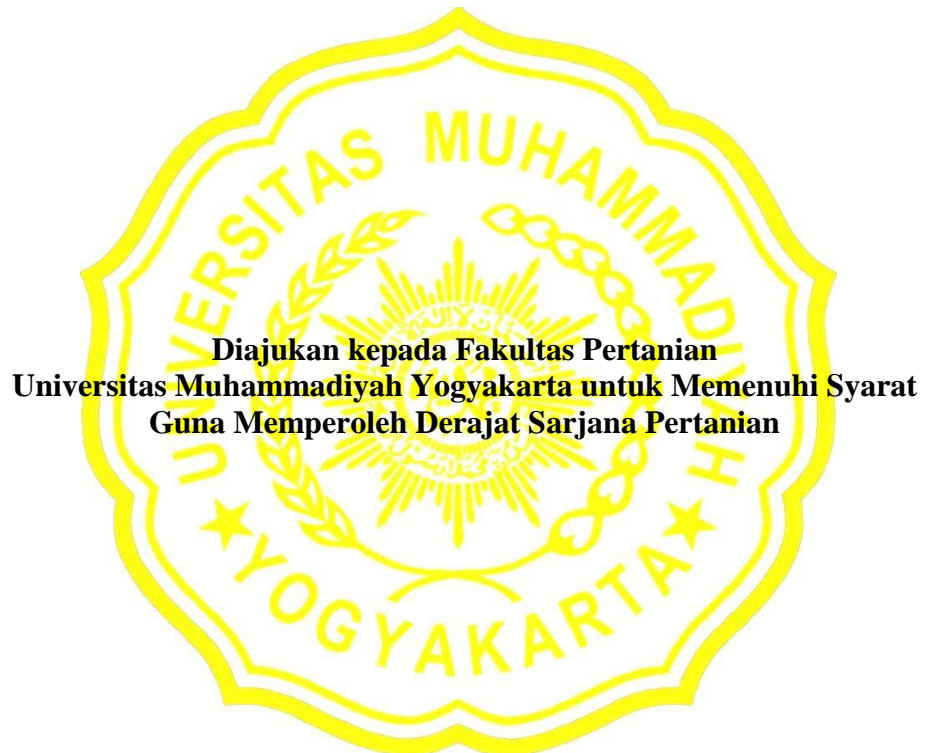 UNIVERSITAS MUHAMMADIYAH
Diajukan kepada Fakultas Pertanian
Universitas Muhammadiyah Yogyakarta untuk Memenuhi Syarat
Guna Memperoleh Derajat Sarjana Pertanian
★YOGYAKARTA★